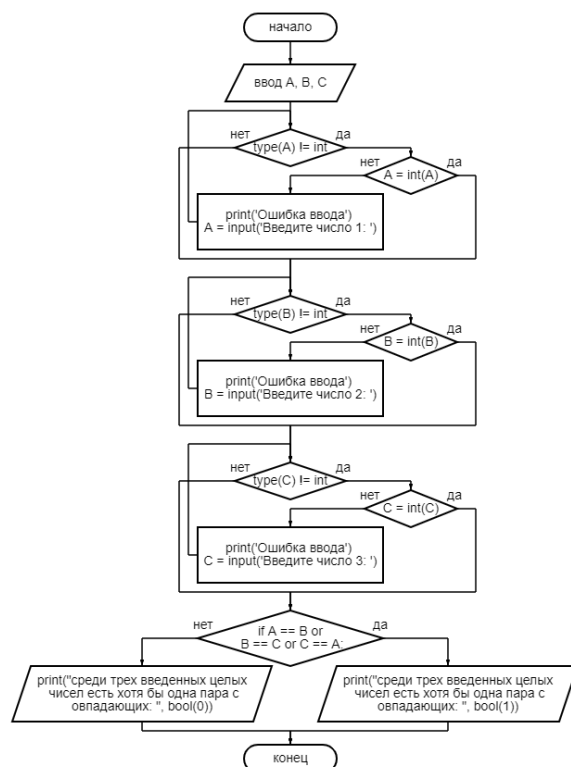 начало
ввод A, B, C
нет
да
type(A) != int
нет
да
A = int(A)
print('Ошибка ввода')
A = input('Введите число 1: ')
нет
да
type(B) != int
нет
да
B = int(B)
print('Ошибка ввода')
B = input('Введите число 2: ')
нет
да
type(C) != int
нет
да
C = int(C)
print('Ошибка ввода')
C = input('Введите число 3: ')
нет
да
if A == B or
B == C or C == A:
print("среди трех введенных целых
чисел есть хотя бы одна пара с
овпадающих: ", bool(0))
print("среди трех введенных целых
чисел есть хотя бы одна пара с
овпадающих: ", bool(1))
конец